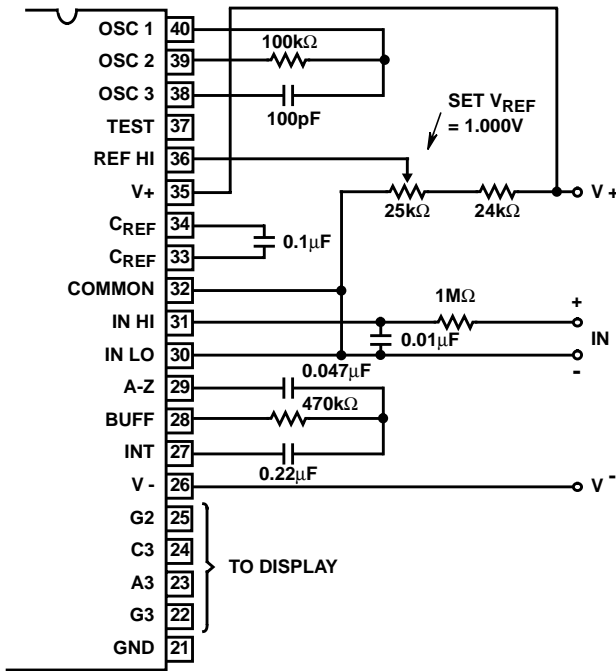 OSC 1 40
100kΩ
OSC 2 39
OSC 3 38
100pF
SET VREF
= 1.000V
TEST 37
REF HI 36
V+ 35
V +
25kΩ 24kΩ
CREF 34
0.1µF
CREF 33
COMMON 32
1MΩ
+
IN HI 31
0.01µF
IN
IN LO 30
-
0.047µF
A-Z 29
470kΩ
BUFF 28
INT 27
0.22µF
V - 26
V -
G2 25
C3 24
TO DISPLAY
A3 23
G3 22
GND 21